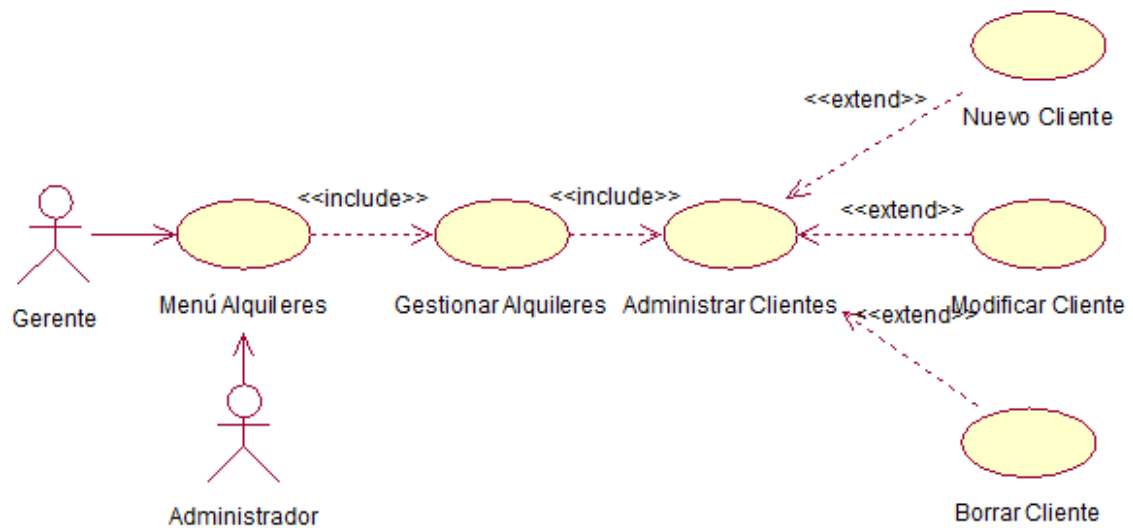 <<extend>>
Nuevo Cliente
<<include>>
<<include>>
<<extend>>
Gerente
Menú Alquileres
Gestionar Alquileres
Administrar Clientes
Modificar Cliente
<<extend>>
Administrador
Borrar Cliente